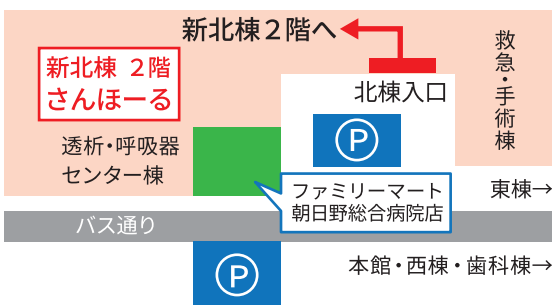 新北棟２階へ
新北棟 ２階
さんほーる
救急・手術棟
北棟入口
P
透析・呼吸器
センター棟
ファミリーマート
朝日野総合病院店
東棟→
バス通り
P
本館・西棟・歯科棟→